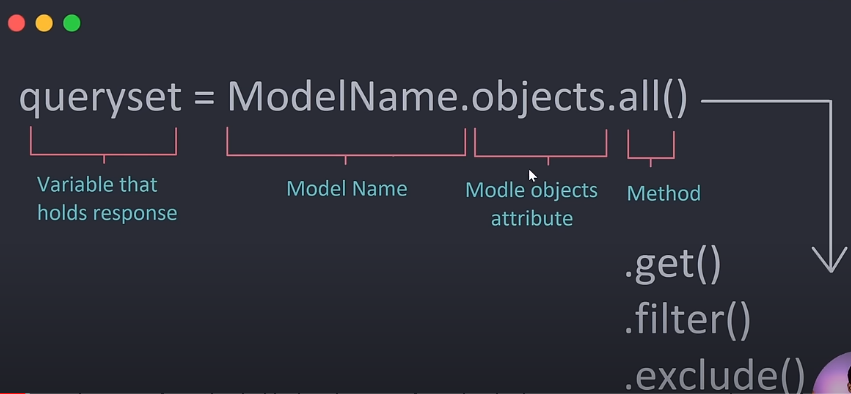 queryset = ModelName.objects.all()
Variable that
holds response
Model Name
Modle objects
attribute
Method
.get()
.filter()
.exclude()